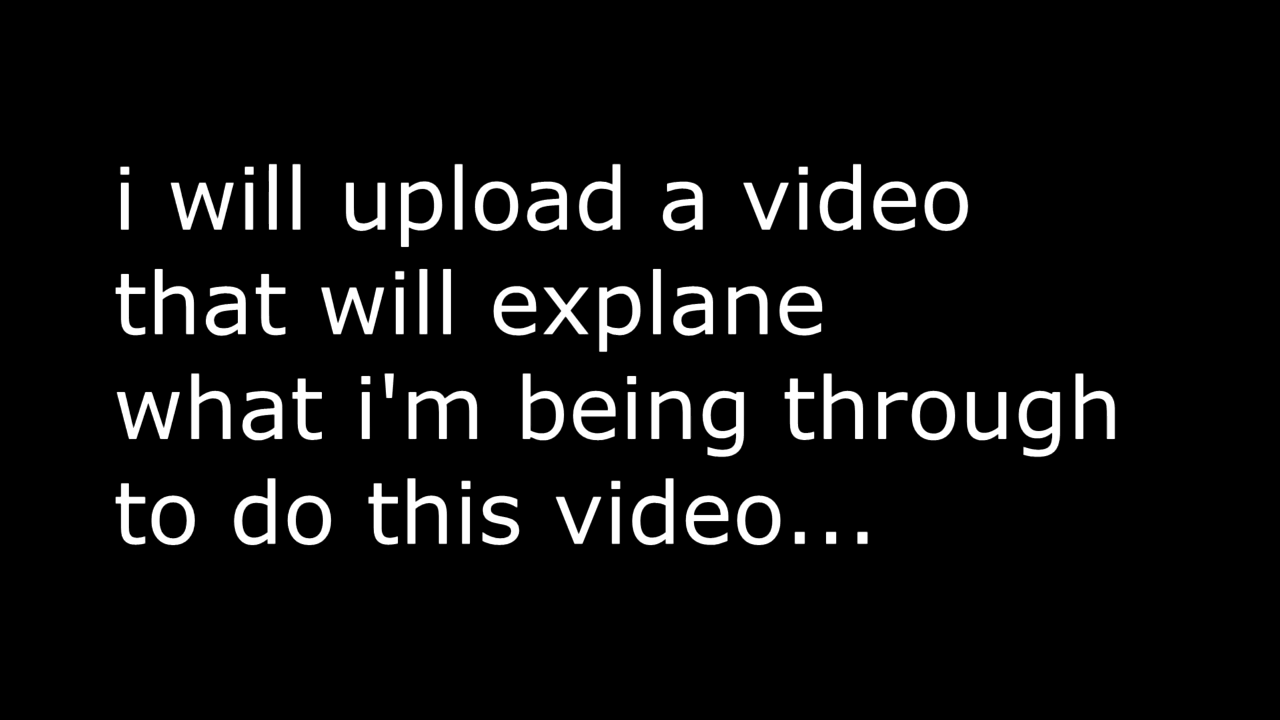 i will upload a video
that will explane
what i'm being through
to do this video...